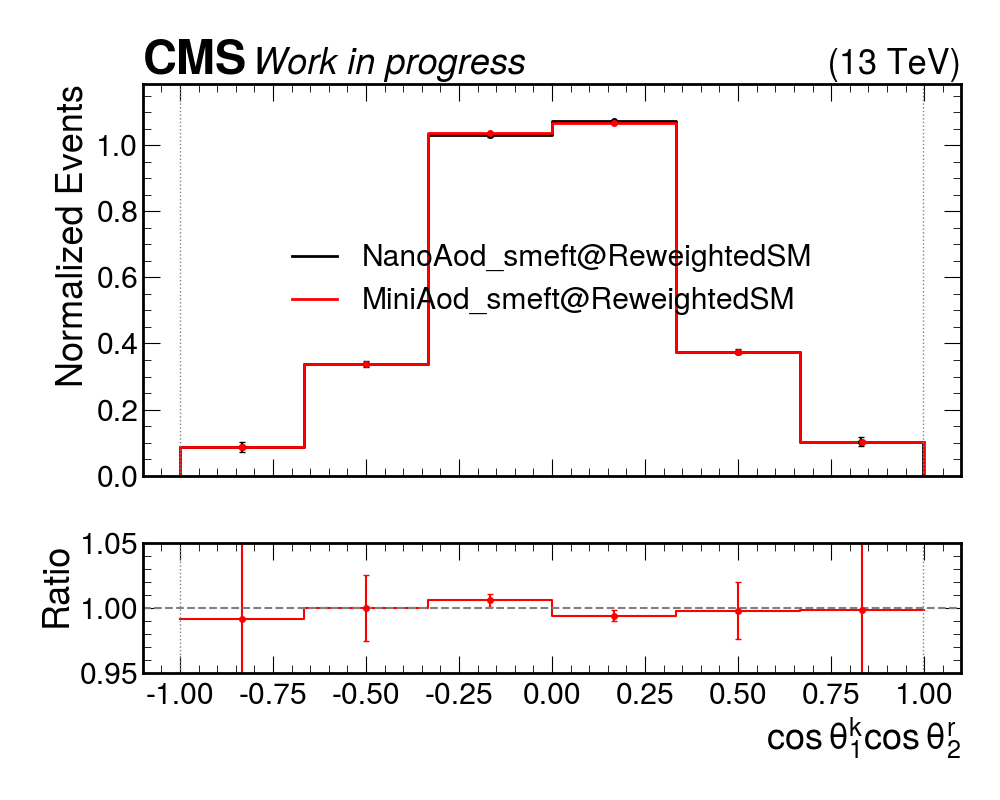 CMS Work in progress (13 TeV)
Normalized Events
1.0
0.8
0.6
0.4
0.2
0.0
NanoAod_smeft@ReweightedSM
MiniAod_smeft@ReweightedSM
Ratio
1.05
1.00
0.95
-1.00 -0.75 -0.50 -0.25 0.00 0.25 0.50 0.75 1.00
cos θ₁ᵏcos θ₂ʳ